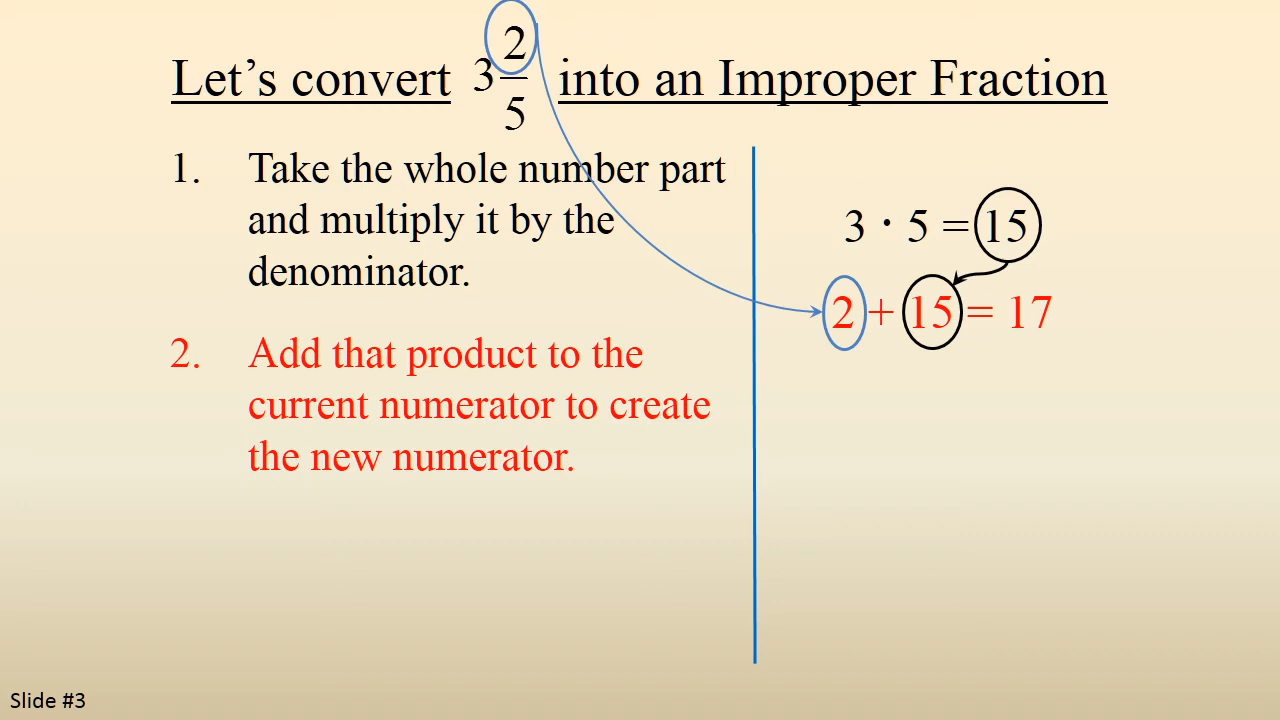 Let’s convert 3 2/5 into an Improper Fraction
1. Take the whole number part
and multiply it by the
denominator.
3 · 5 = 15
2 + 15 = 17
2. Add that product to the
current numerator to create
the new numerator.
Slide #3